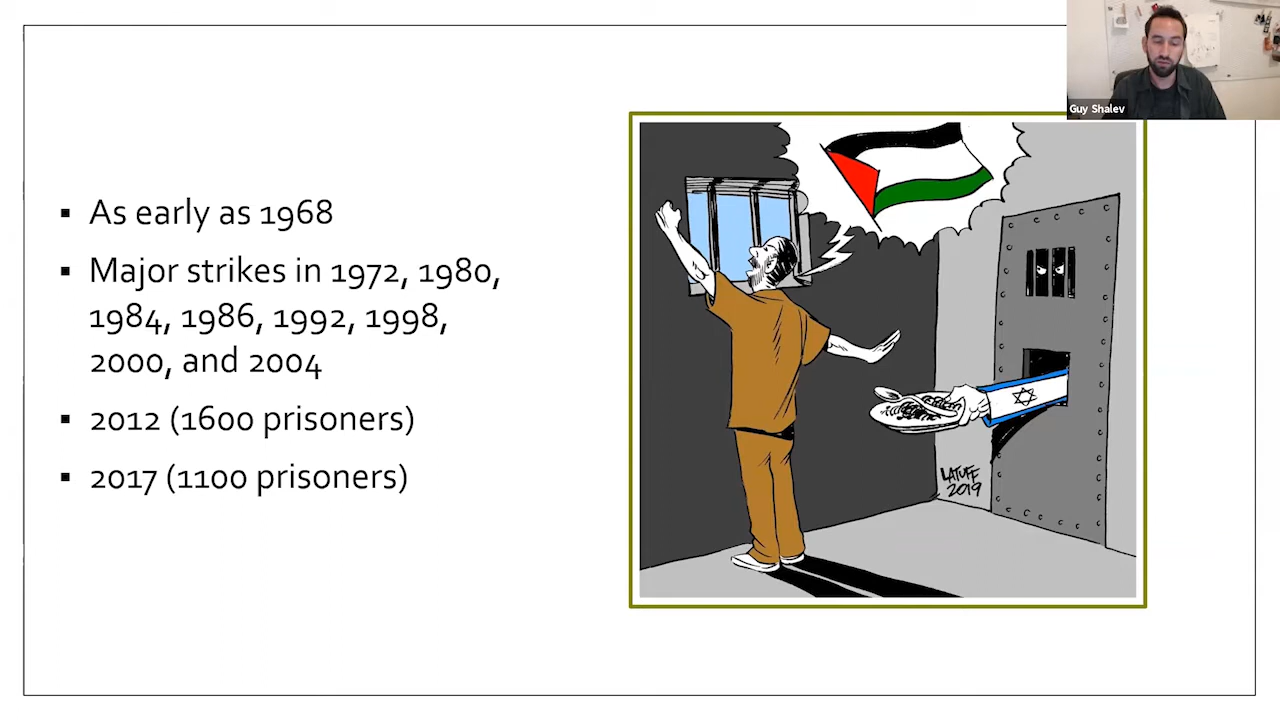 Guy Shalev
▪ As early as 1968
▪ Major strikes in 1972, 1980,
1984, 1986, 1992, 1998,
2000, and 2004
▪ 2012 (1600 prisoners)
▪ 2017 (1100 prisoners)
LATUFF
2019